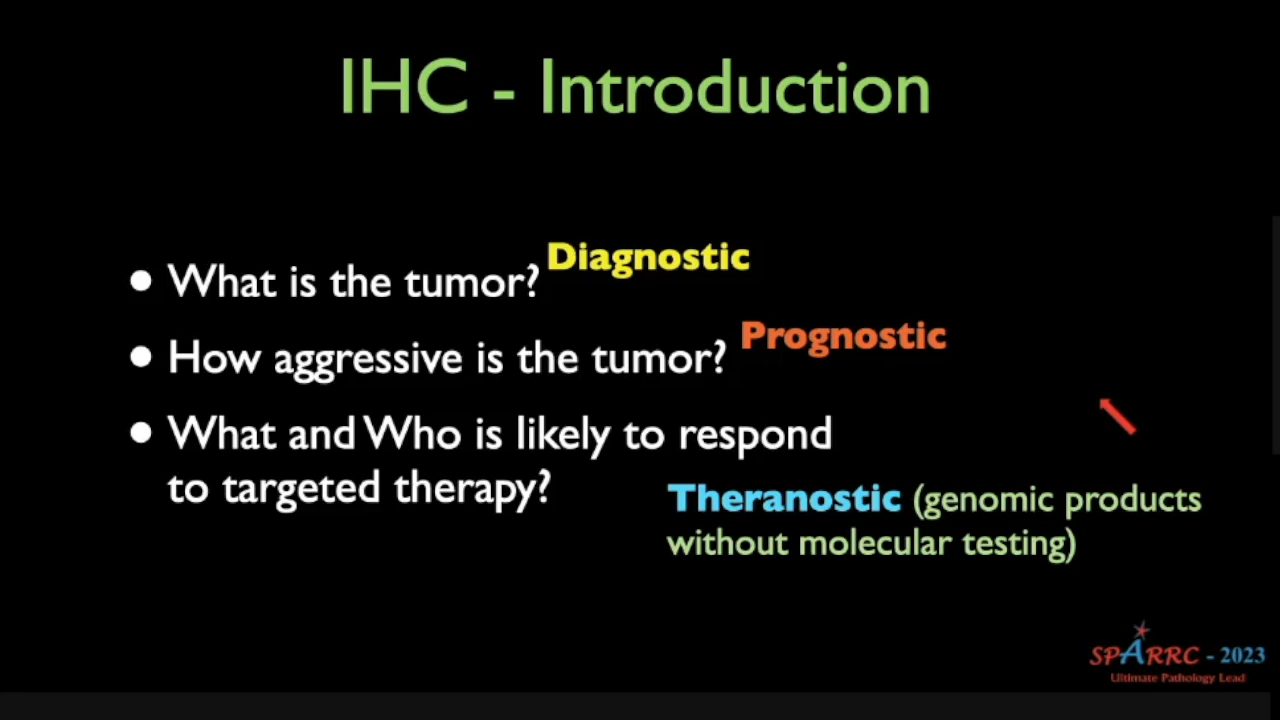 IHC - Introduction
• What is the tumor? Diagnostic
• How aggressive is the tumor? Prognostic
• What and Who is likely to respond
to targeted therapy?
Theranostic (genomic products
without molecular testing)
SPARRC - 2023
Ultimate Pathology Lead